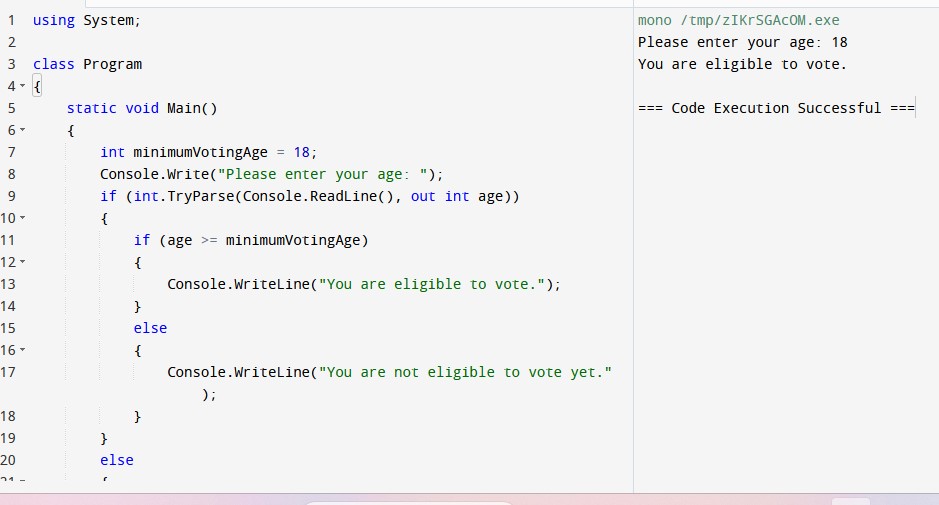 1 using System;
2
3 class Program
4 {
5     static void Main()
6     {
7         int minimumVotingAge = 18;
8         Console.Write("Please enter your age: ");
9         if (int.TryParse(Console.ReadLine(), out int age))
10         {
11             if (age >= minimumVotingAge)
12             {
13                 Console.WriteLine("You are eligible to vote.");
14             }
15             else
16             {
17                 Console.WriteLine("You are not eligible to vote yet."
                    );
18             }
19         }
20         else
21         {
mono /tmp/zIKrSGAcOM.exe
Please enter your age: 18
You are eligible to vote.
=== Code Execution Successful ===